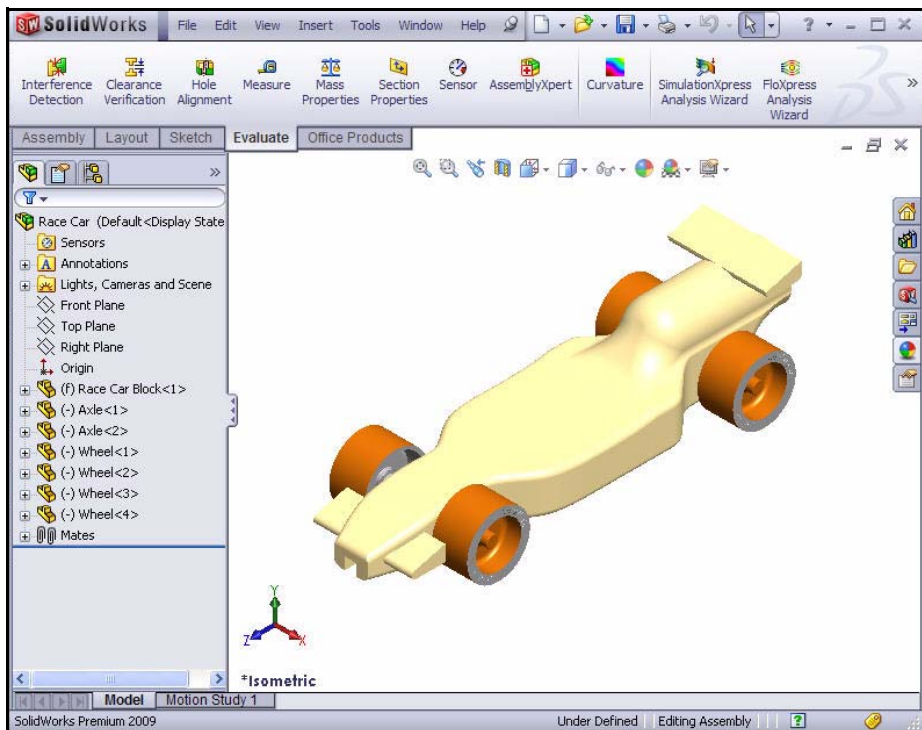 SolidWorks File Edit View Insert Tools Window Help
Interference Detection
Clearance Verification
Hole Alignment
Measure
Mass Properties
Section Properties
Sensor
AssemblyXpert
Curvature
SimulationXpress Analysis Wizard
FloXpress Analysis Wizard
Assembly Layout Sketch Evaluate Office Products
Race Car (Default<Display State
Sensors
Annotations
Lights, Cameras and Scene
Front Plane
Top Plane
Right Plane
Origin
(f) Race Car Block<1>
(-) Axle<1>
(-) Axle<2>
(-) Wheel<1>
(-) Wheel<2>
(-) Wheel<3>
(-) Wheel<4>
Mates
Y
Z X
*Isometric
Model Motion Study 1
SolidWorks Premium 2009 Under Defined Editing Assembly